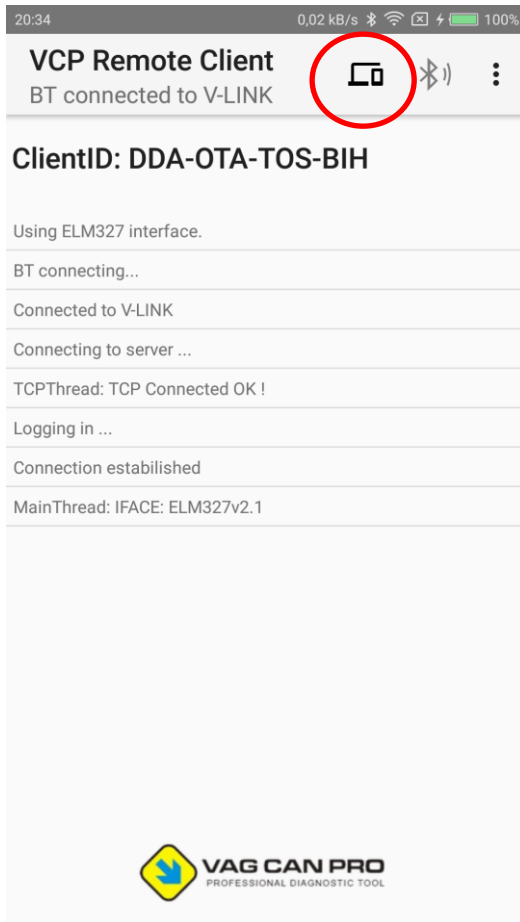 20:34 0,02 kB/s 100%
VCP Remote Client
BT connected to V-LINK
ClientID: DDA-OTA-TOS-BIH
Using ELM327 interface.
BT connecting...
Connected to V-LINK
Connecting to server ...
TCPThread: TCP Connected OK !
Logging in ...
Connection estabilished
MainThread: IFACE: ELM327v2.1
VAG CAN PRO
PROFESSIONAL DIAGNOSTIC TOOL